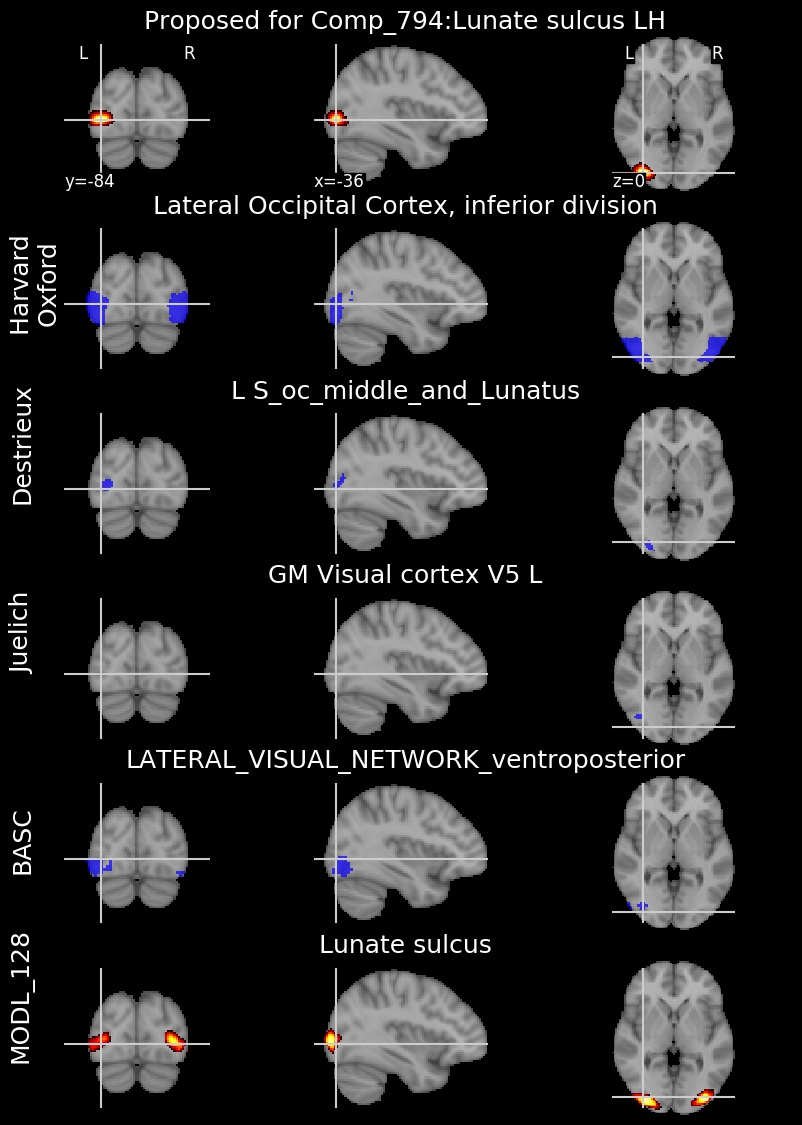 Proposed for Comp_794:Lunate sulcus LH
L R L R
y=-84 x=-36 z=0
Lateral Occipital Cortex, inferior division
Harvard
Oxford
L S_oc_middle_and_Lunatus
Destrieux
GM Visual cortex V5 L
Juelich
LATERAL_VISUAL_NETWORK_ventroposterior
BASC
Lunate sulcus
MODL_128